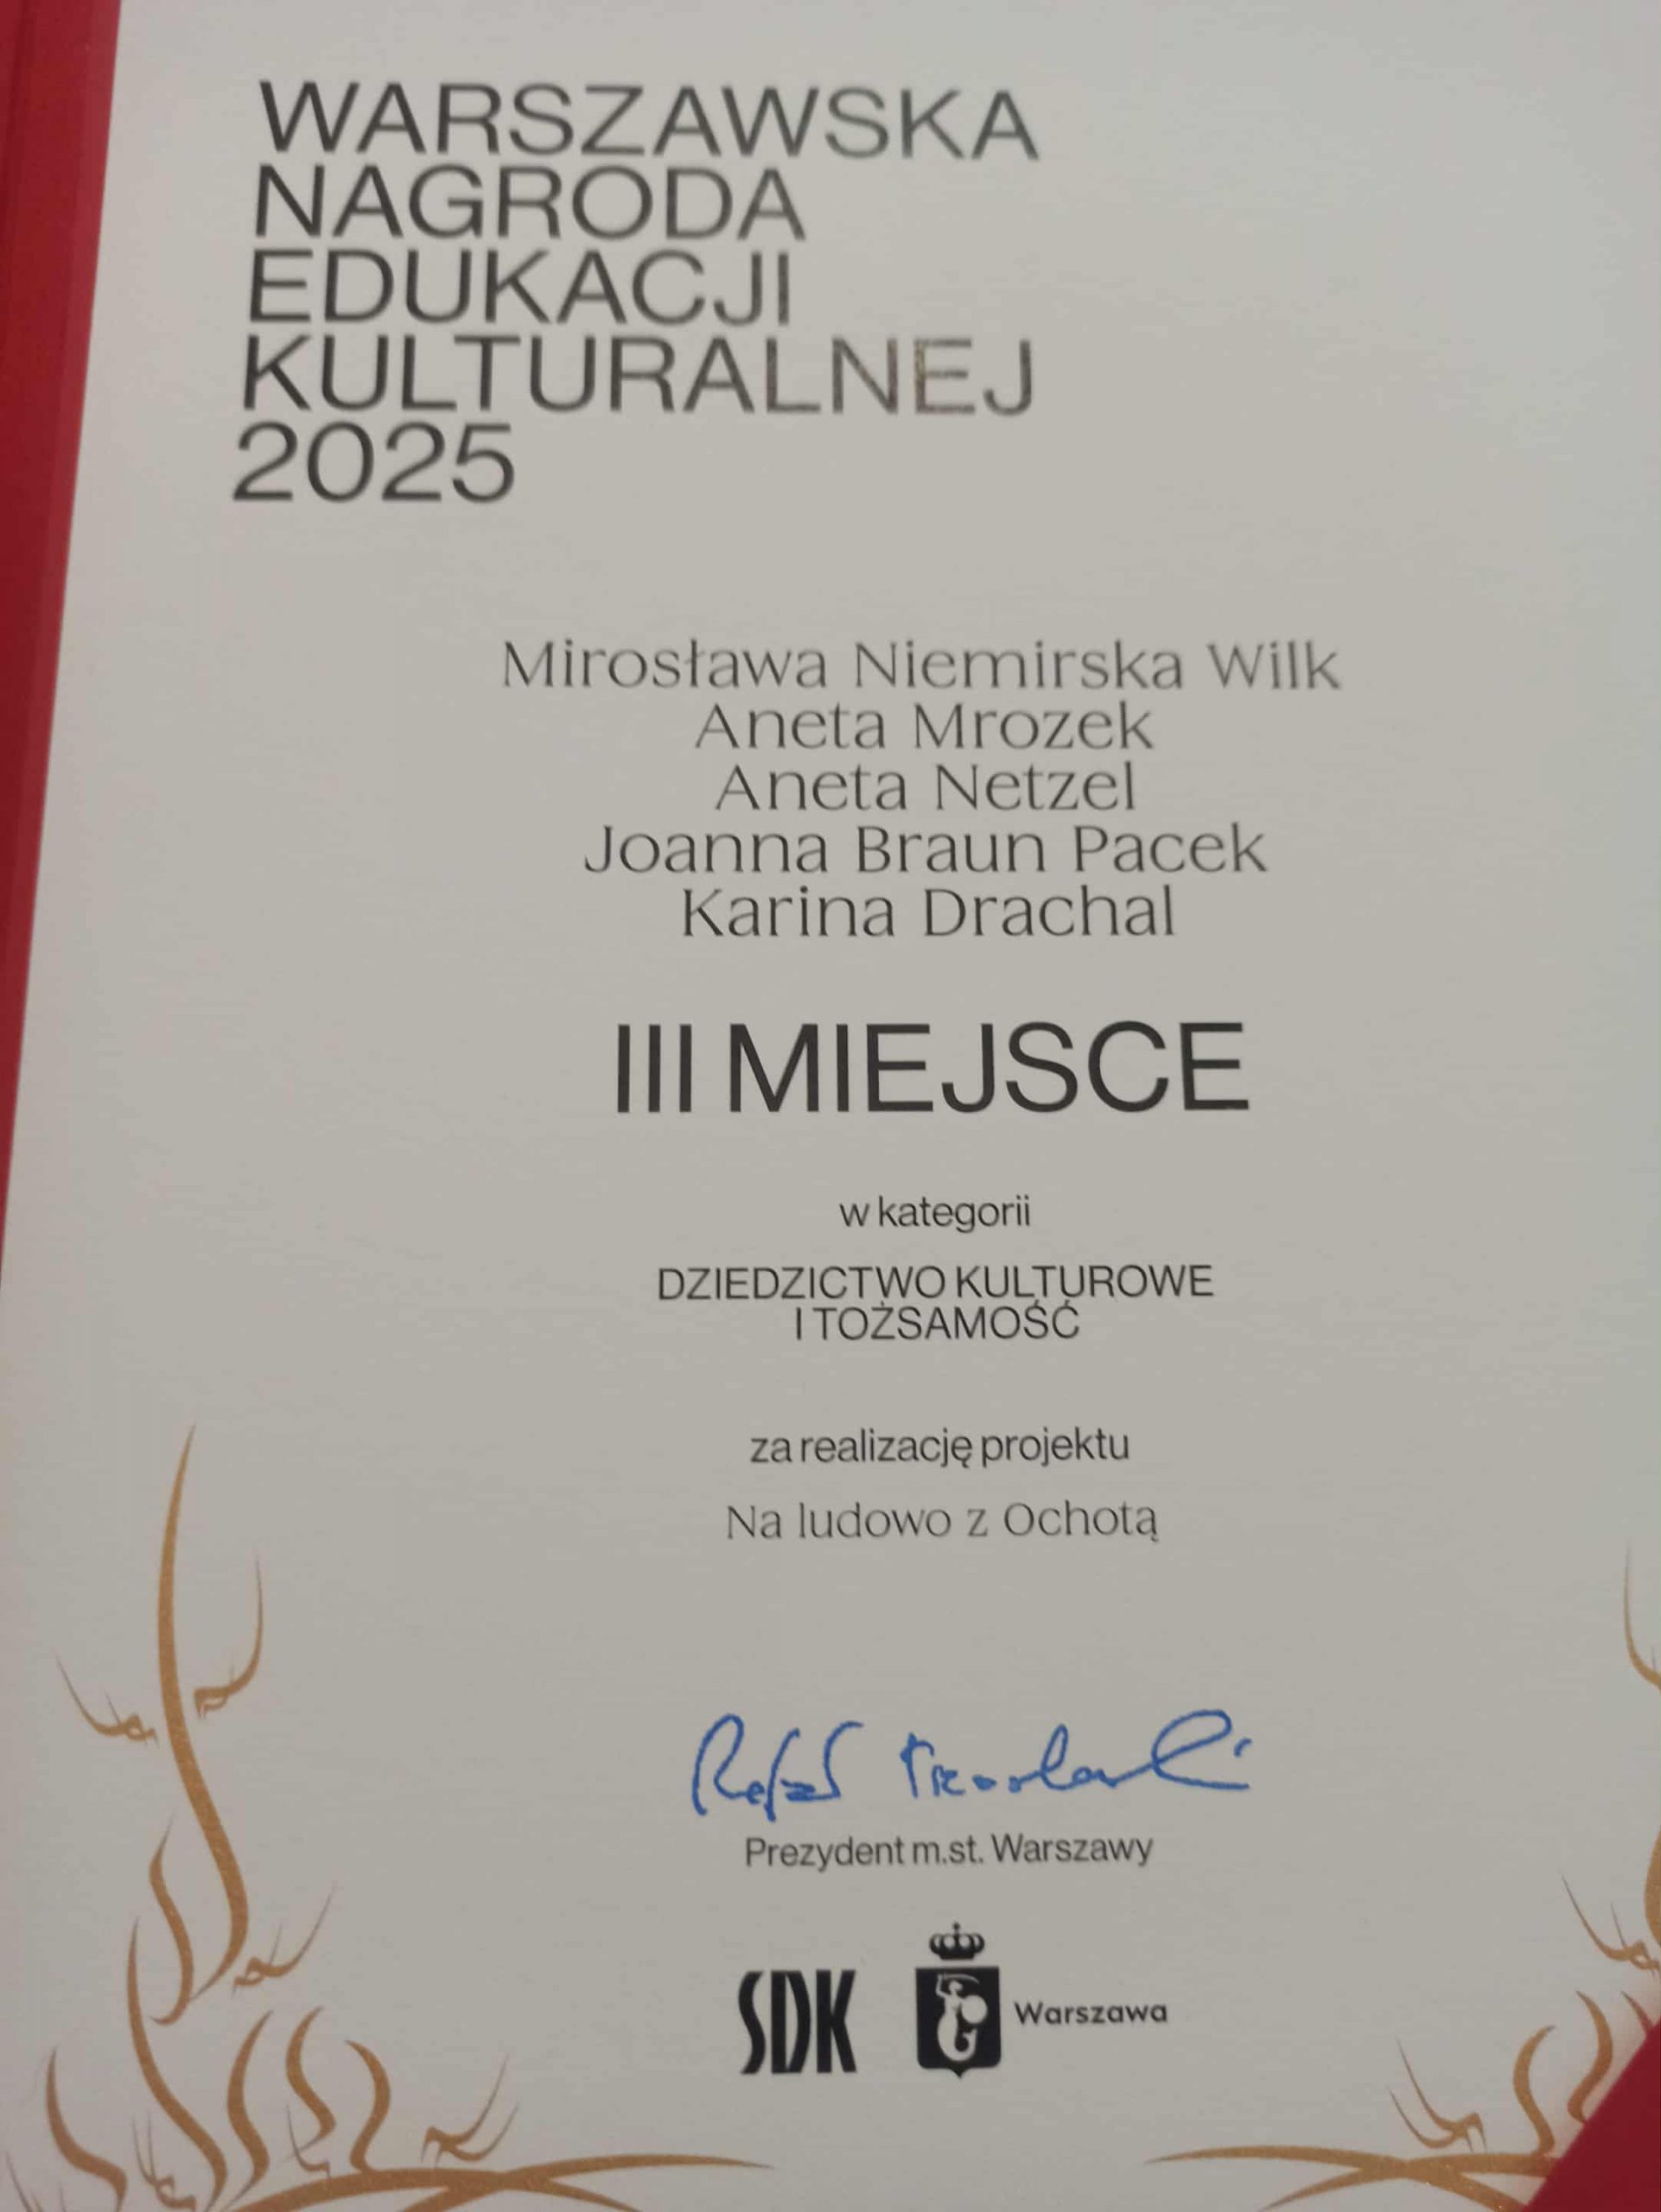 WARSZAWSKA
NAGRODA
EDUKACJI
KULTURALNEJ
2025
Mirosława Niemirska Wilk
Aneta Mrozek
Aneta Netzel
Joanna Braun Pacek
Karina Drachal
III MIEJSCE
w kategorii
DZIEDZICTWO KULTUROWE
I TOŻSAMOŚĆ
za realizację projektu
Na ludowo z Ochotą
Prezydent m.st. Warszawy
SDK Warszawa